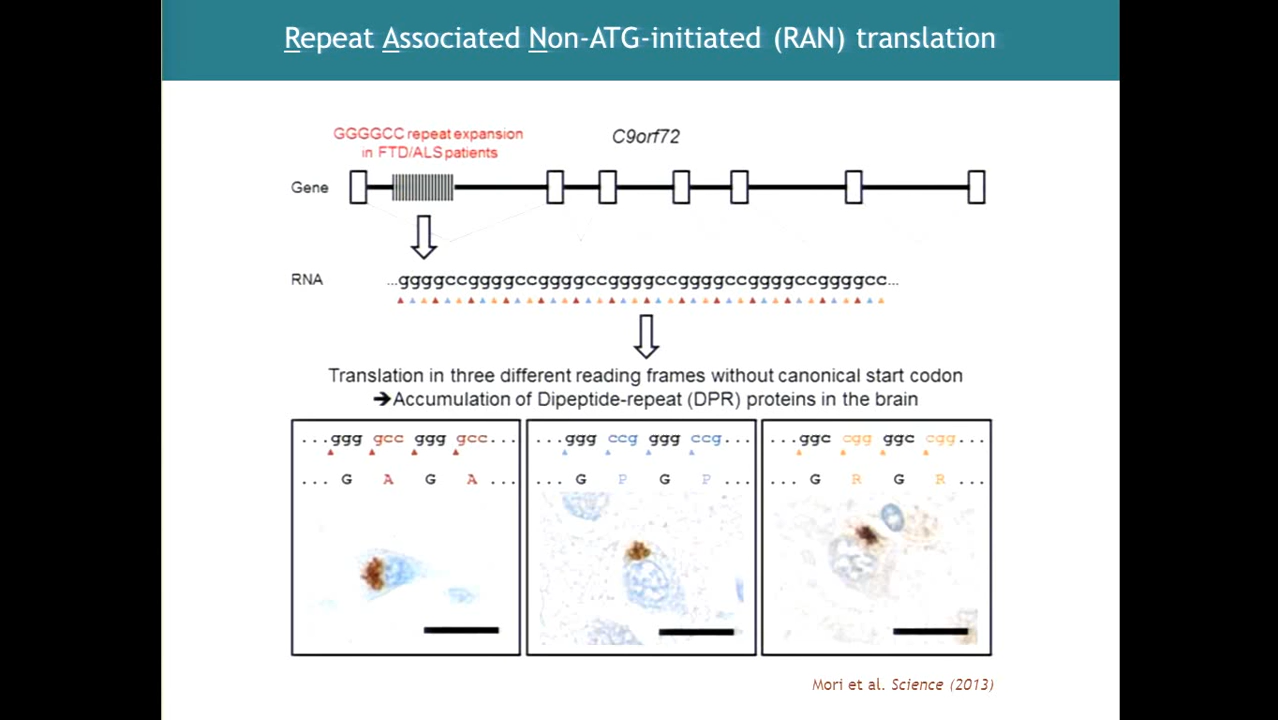 Repeat Associated Non-ATG-initiated (RAN) translation
GGGGCC repeat expansion
in FTD/ALS patients
C9orf72
Gene
RNA
...ggggccggggccggggccggggccggggccggggccggggcc...
Translation in three different reading frames without canonical start codon
➔Accumulation of Dipeptide-repeat (DPR) proteins in the brain
...ggg gcc ggg gcc...
... G A G A ...
...ggg ccg ggg ccg...
... G P G P ...
...ggc cgg ggc cgg...
... G R G R ...
Mori et al. Science (2013)